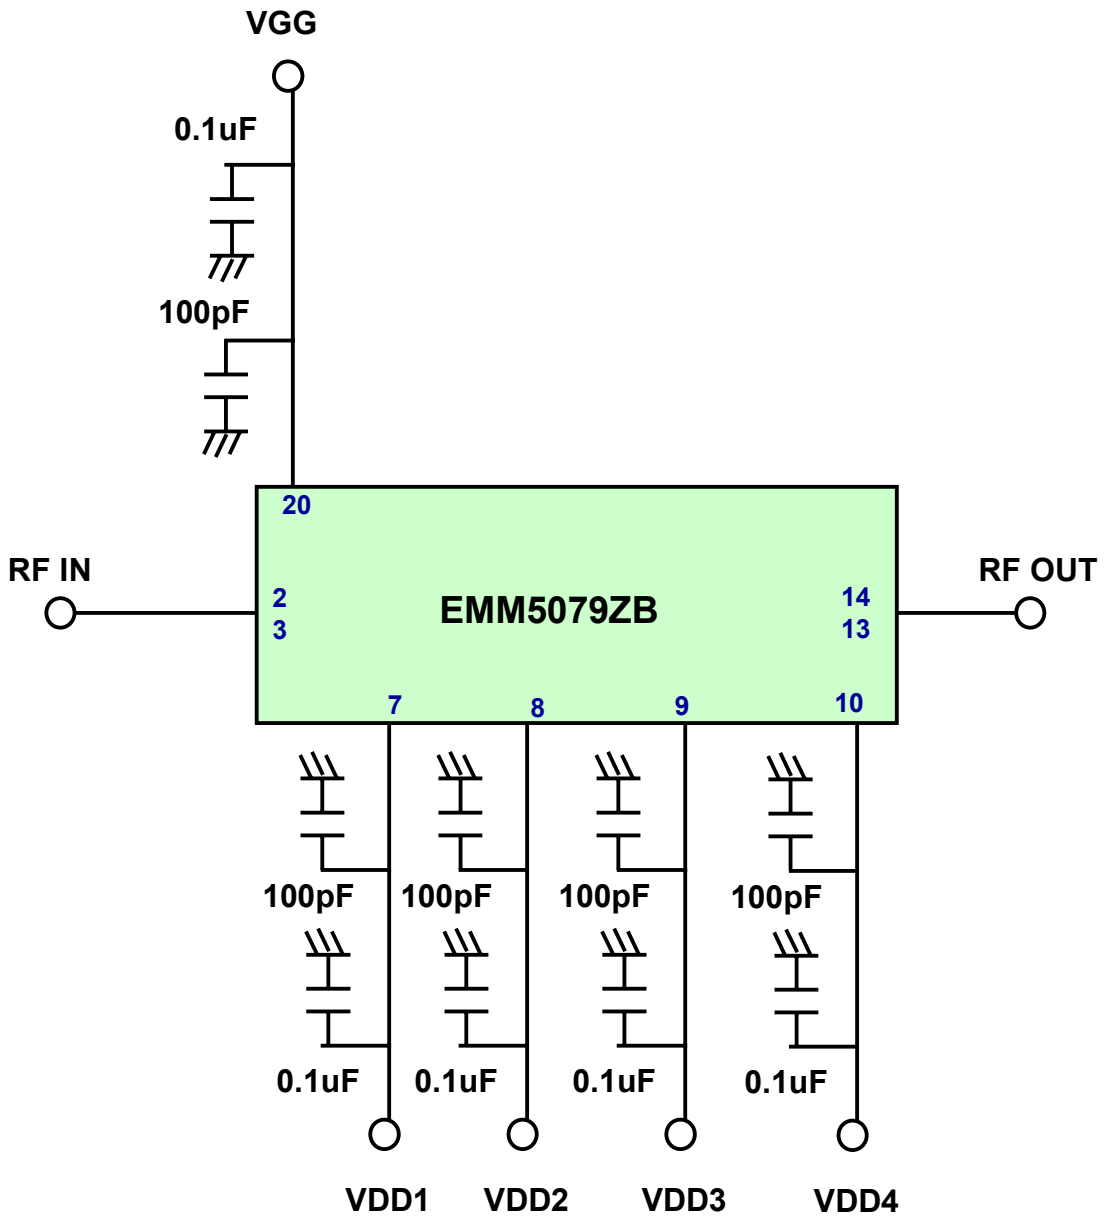 VGG
0.1uF
100pF
20
RF IN
RF OUT
2
3
EMM5079ZB
14
13
7
8
9
10
100pF
100pF
100pF
100pF
0.1uF
0.1uF
0.1uF
0.1uF
VDD1
VDD2
VDD3
VDD4